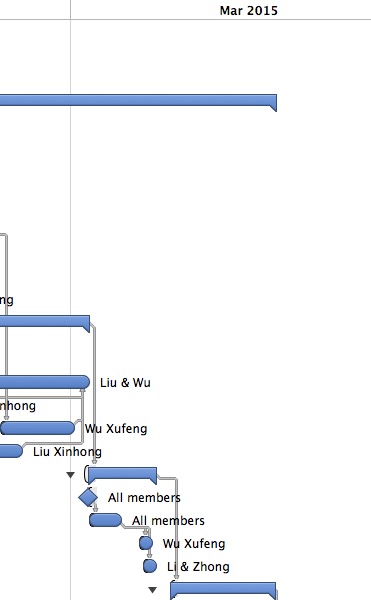 Mar 2015
ng
Liu & Wu
nhong
Wu Xufeng
Liu Xinhong
All members
All members
Wu Xufeng
Li & Zhong